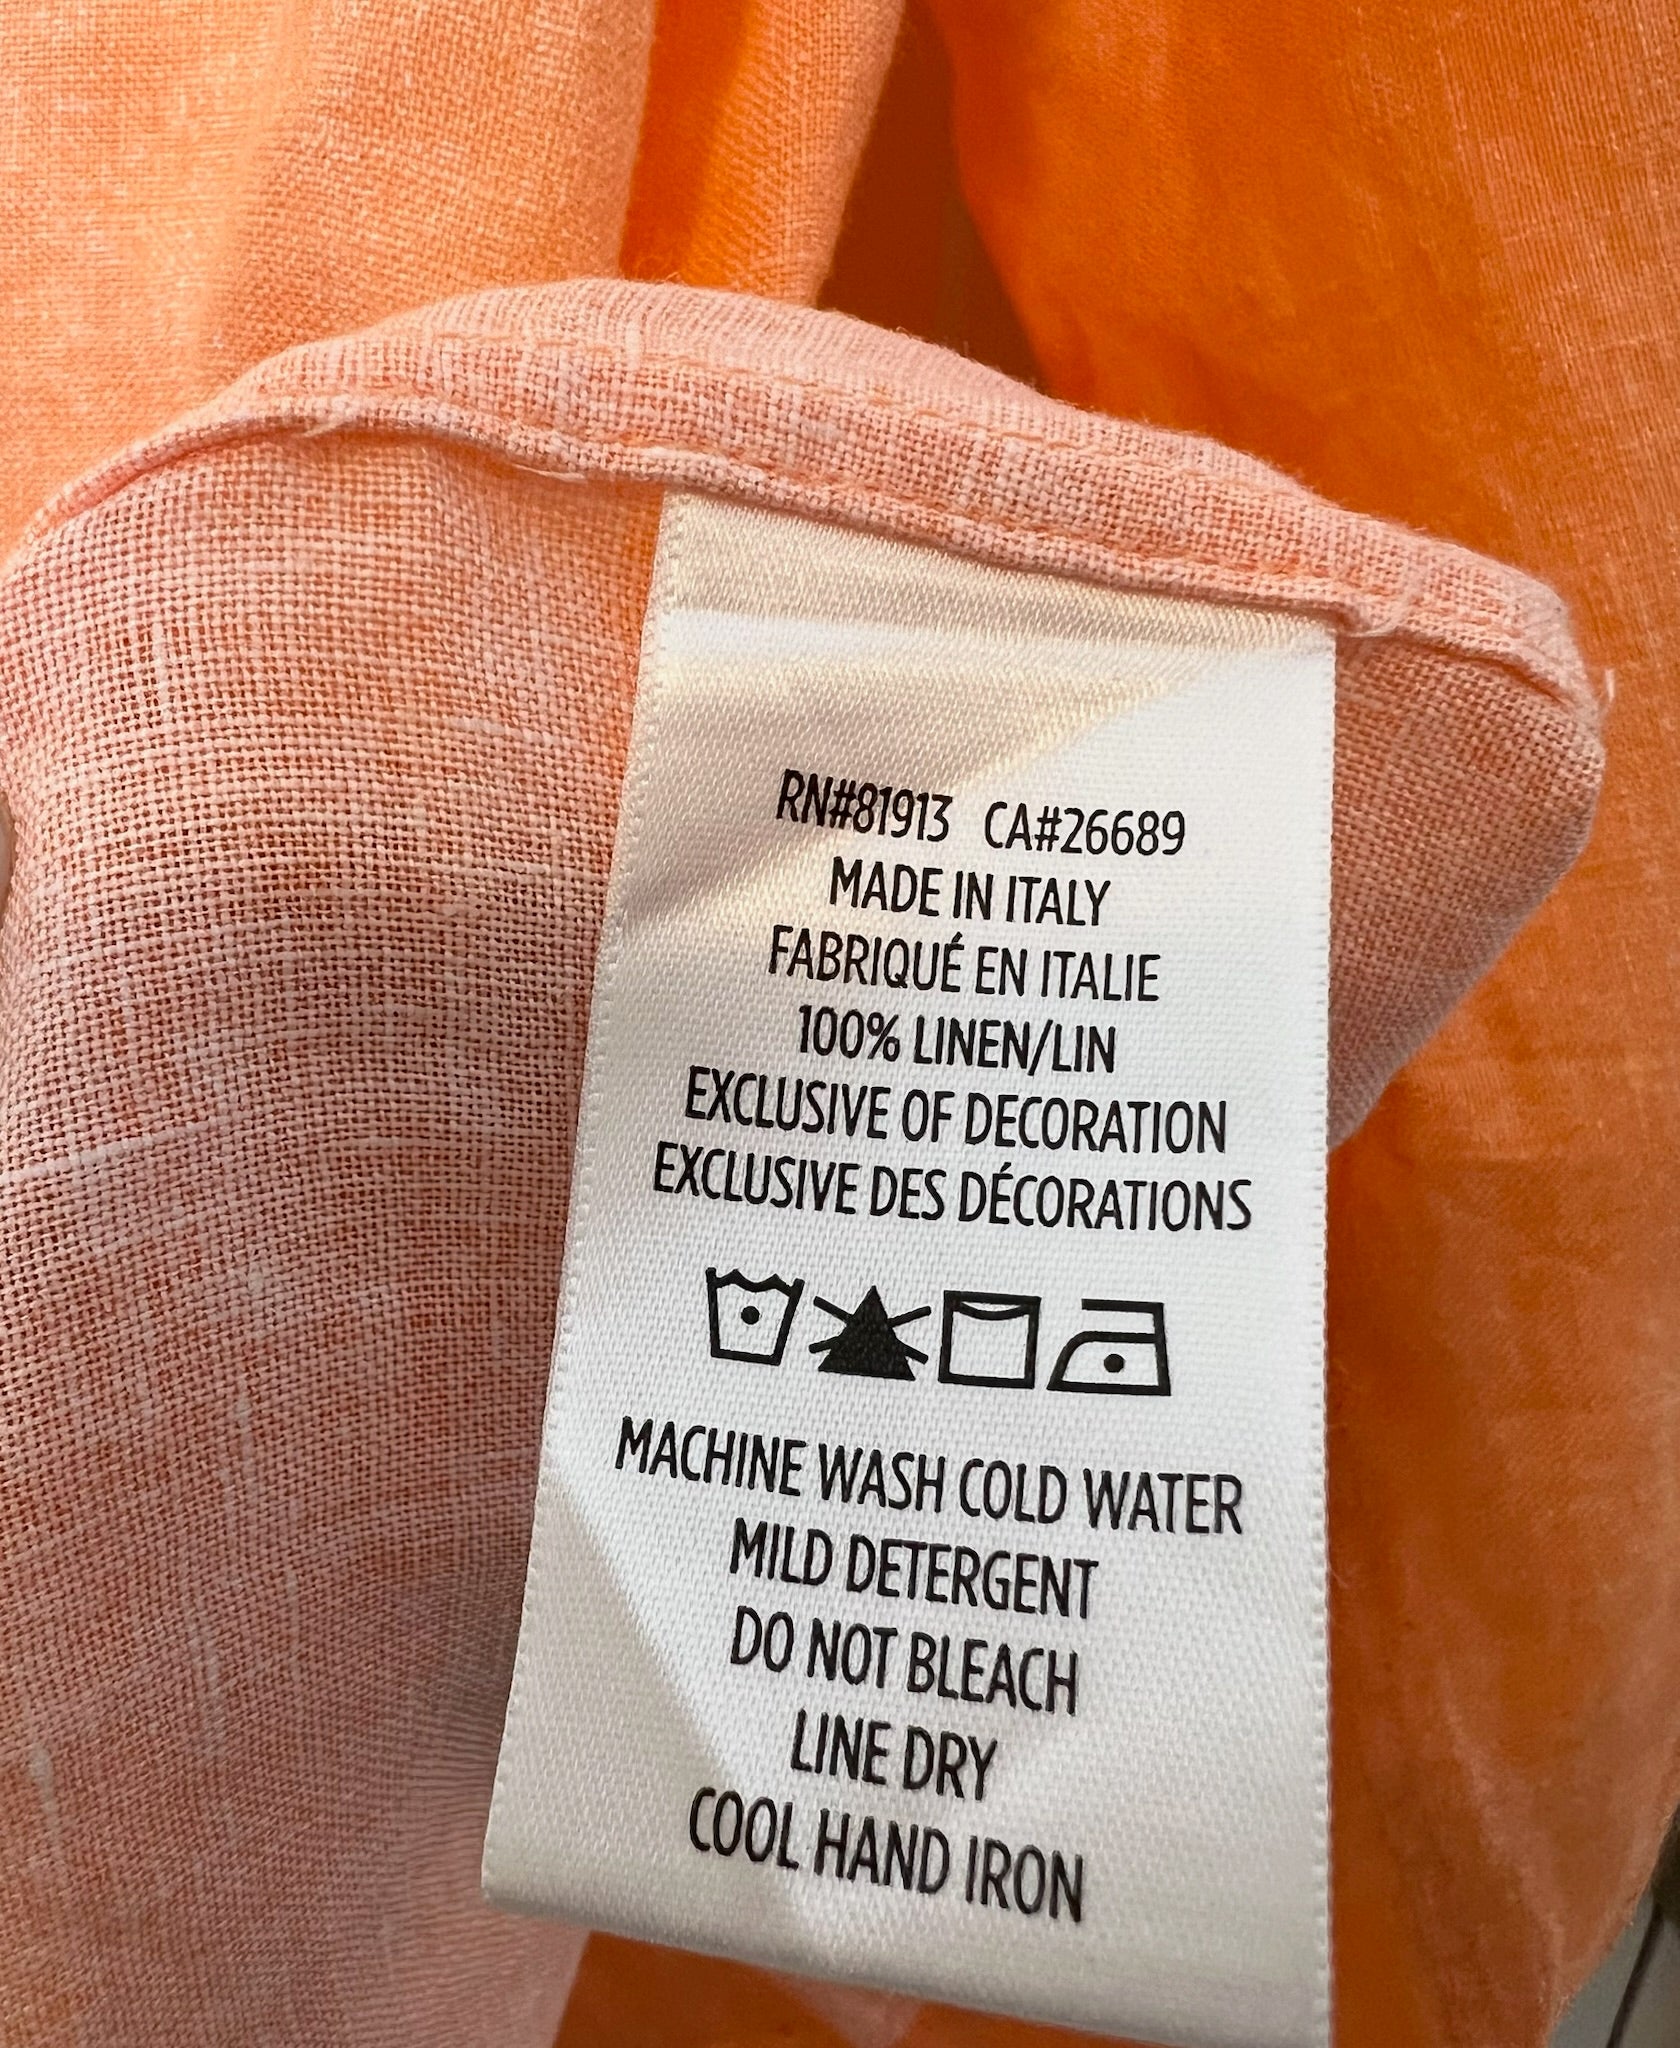 RN#81913 CA#26689
MADE IN ITALY
FABRIQUÉ EN ITALIE
100% LINEN/LIN
EXCLUSIVE OF DECORATION
EXCLUSIVE DES DÉCORATIONS
MACHINE WASH COLD WATER
MILD DETERGENT
DO NOT BLEACH
LINE DRY
COOL HAND IRON